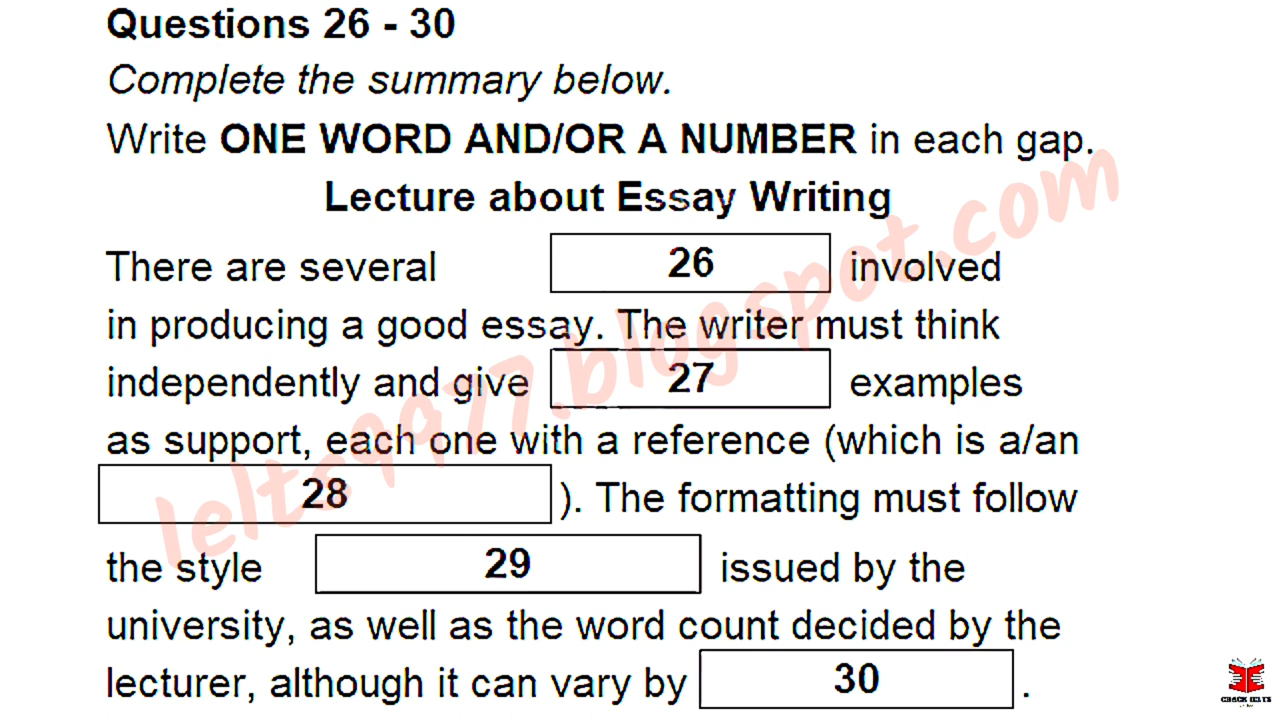 Questions 26 - 30
Complete the summary below.
Write ONE WORD AND/OR A NUMBER in each gap.
Lecture about Essay Writing
There are several 26 involved
in producing a good essay. The writer must think
independently and give 27 examples
as support, each one with a reference (which is a/an
28 ). The formatting must follow
the style 29 issued by the
university, as well as the word count decided by the
lecturer, although it can vary by 30 .
Ielts9977.blogspot.com
CRACK IELTS